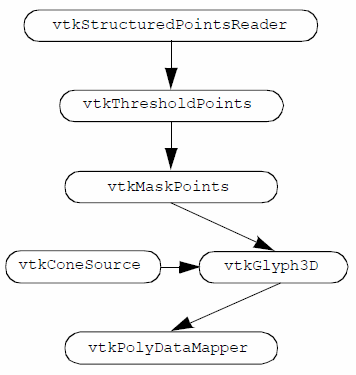 vtkStructuredPointsReader
vtkThresholdPoints
vtkMaskPoints
vtkConeSource
vtkGlyph3D
vtkPolyDataMapper